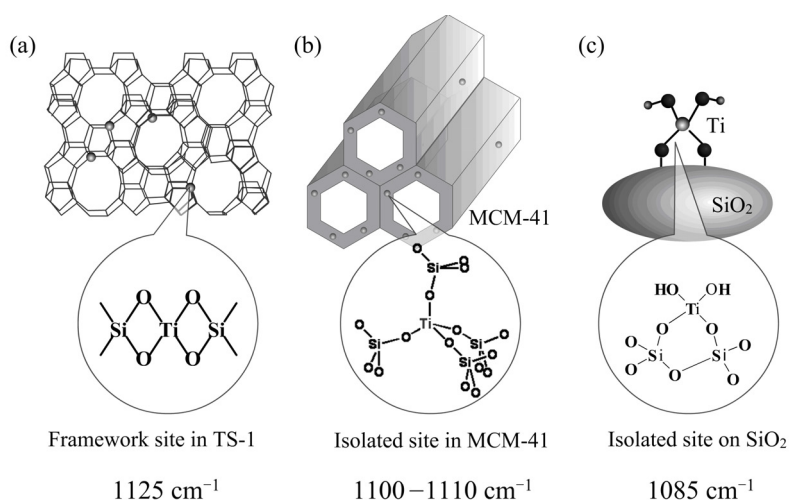 (a)
(b)
(c)
Ti
SiO₂
MCM-41
O O
Si Ti Si
O O
O
Si O
O
O
Ti
O O O
Si O Si O
O O O Si O
O O
HO OH
Ti
O O
O Si Si O
O O O
Framework site in TS-1
Isolated site in MCM-41
Isolated site on SiO₂
1125 cm⁻¹
1100–1110 cm⁻¹
1085 cm⁻¹